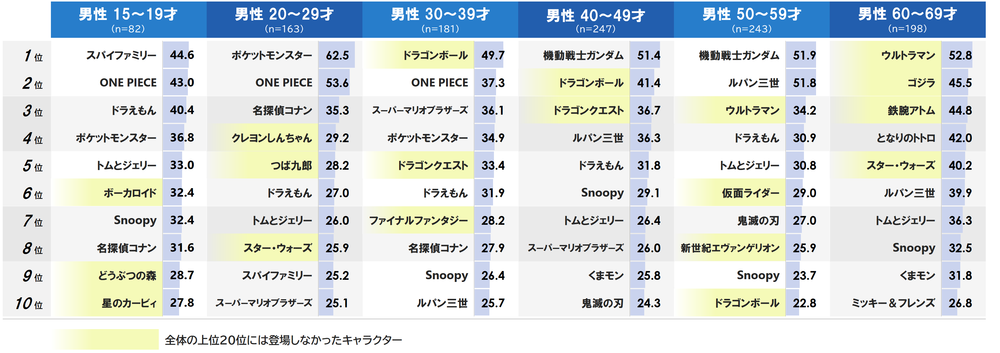 男性 15～19才 男性 20～29才 男性 30～39才 男性 40～49才 男性 50～59才 男性 60～69才
(n=82) (n=163) (n=181) (n=247) (n=243) (n=198)
1位 スパイファミリー 44.6 ポケットモンスター 62.5 ドラゴンボール 49.7 機動戦士ガンダム 51.4 機動戦士ガンダム 51.9 ウルトラマン 52.8
2位 ONE PIECE 43.0 ONE PIECE 53.6 ONE PIECE 37.3 ドラゴンボール 41.4 ルパン三世 51.8 ゴジラ 45.5
3位 ドラえもん 40.4 名探偵コナン 35.3 スーパーマリオブラザーズ 36.1 ドラゴンクエスト 36.7 ウルトラマン 34.2 鉄腕アトム 44.8
4位 ポケットモンスター 36.8 クレヨンしんちゃん 29.2 ポケットモンスター 34.9 ルパン三世 36.3 ドラえもん 30.9 となりのトトロ 42.0
5位 トムとジェリー 33.0 つば九郎 28.2 ドラゴンクエスト 33.4 ドラえもん 31.8 トムとジェリー 30.8 スター・ウォーズ 40.2
6位 ボーカロイド 32.4 ドラえもん 27.0 ドラえもん 31.9 Snoopy 29.1 仮面ライダー 29.0 ルパン三世 39.9
7位 Snoopy 32.4 トムとジェリー 26.0 ファイナルファンタジー 28.2 トムとジェリー 26.4 鬼滅の刃 27.0 トムとジェリー 36.3
8位 名探偵コナン 31.6 スター・ウォーズ 25.9 名探偵コナン 27.9 スーパーマリオブラザーズ 26.0 新世紀エヴァンゲリオン 25.9 Snoopy 32.5
9位 どうぶつの森 28.7 スパイファミリー 25.2 Snoopy 26.4 くまモン 25.8 Snoopy 23.7 くまモン 31.8
10位 星のカービィ 27.8 スーパーマリオブラザーズ 25.1 ルパン三世 25.7 鬼滅の刃 24.3 ドラゴンボール 22.8 ミッキー＆フレンズ 26.8
全体の上位20位には登場しなかったキャラクター